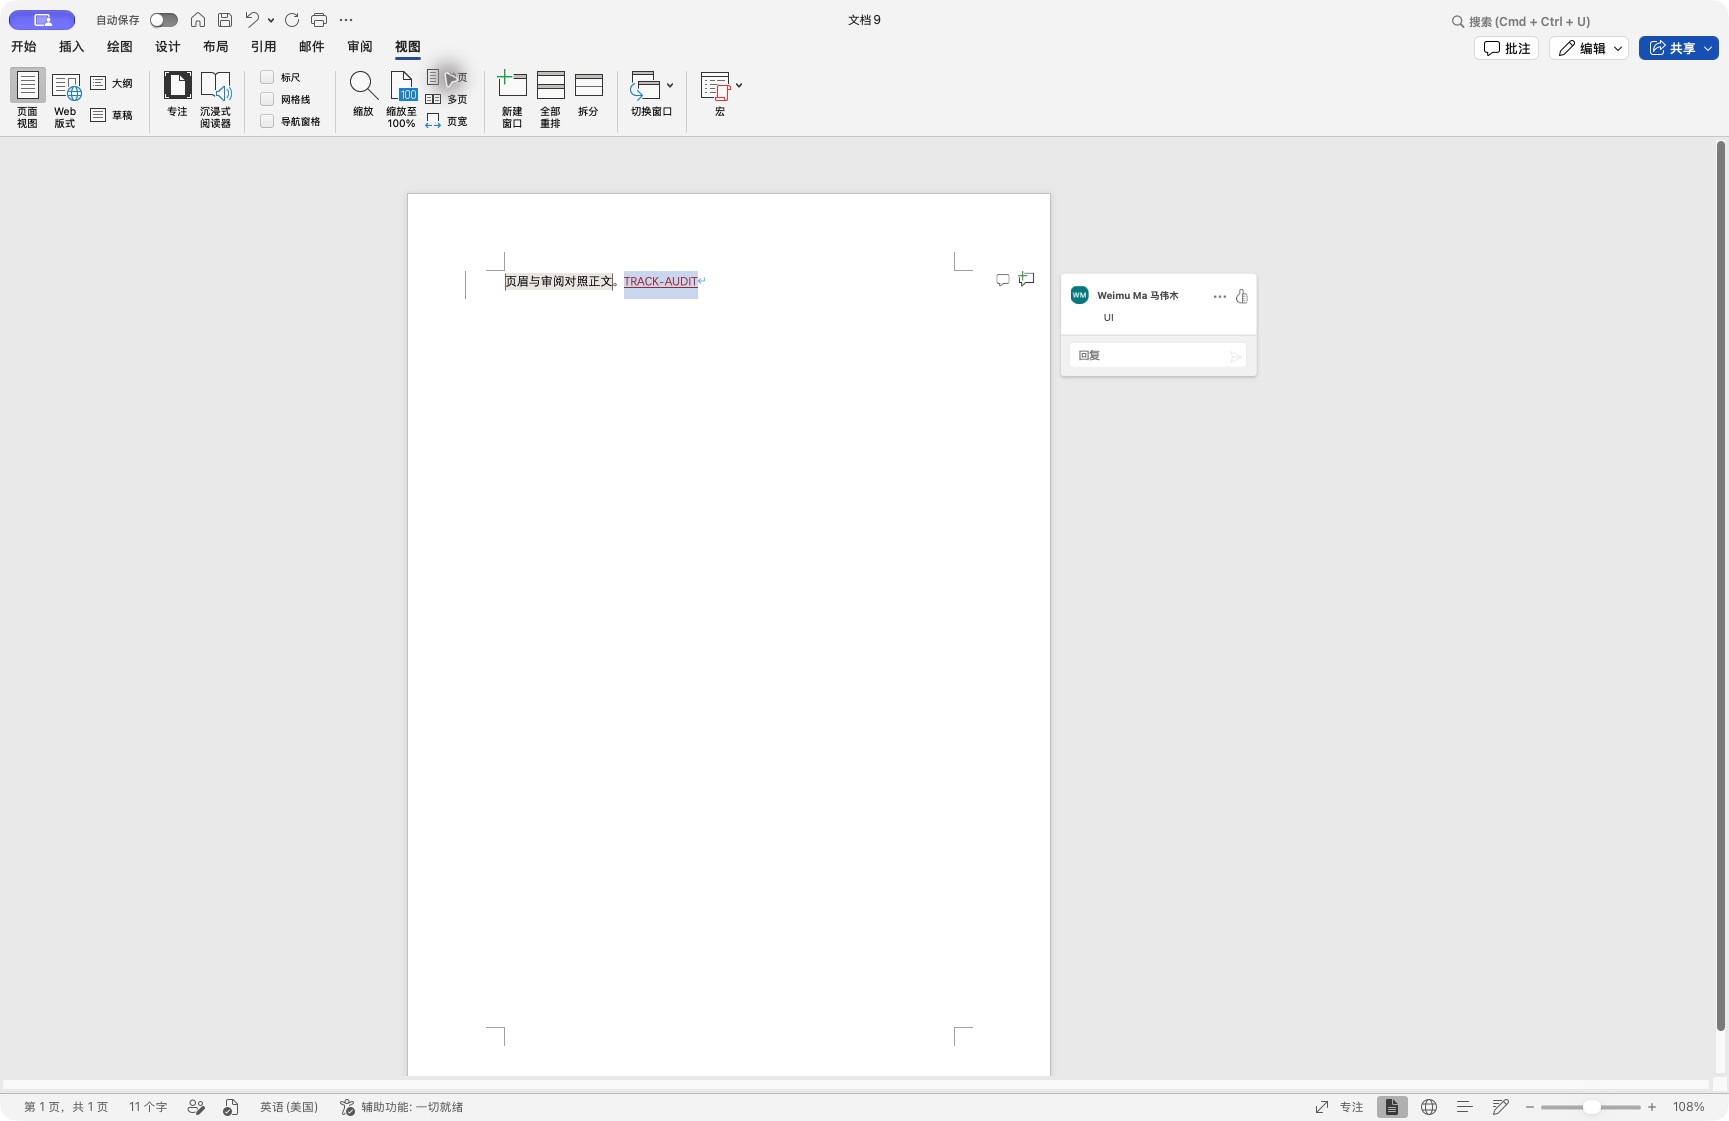 自动保存
文档 9
搜索 (Cmd + Ctrl + U)
开始 插入 绘图 设计 布局 引用 邮件 审阅 视图
批注 编辑 共享
页面视图
Web 版式
大纲
草稿
专注
沉浸式阅读器
标尺
网格线
导航窗格
缩放
100
缩放至 100%
页
多页
页宽
新建窗口
全部重排
拆分
切换窗口
宏
页眉与审阅对照正文。TRACK-AUDIT
WM Weimu Ma 马伟木
UI
回复
第 1 页，共 1 页 11 个字 英语 (美国) 辅助功能: 一切就绪 专注 108%